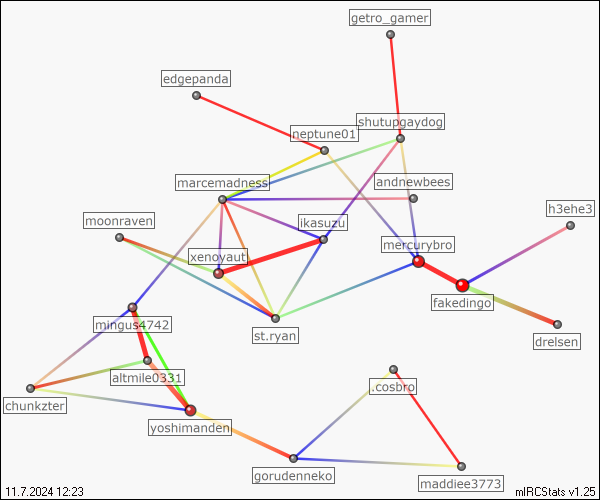 getro_gamer
edgepanda
shutupgaydog
neptune01
marcemadness
andnewbees
h3ehe3
moonraven
ikasuzu
mercurybro
xenoyaut
fakedingo
mingus4742
st.ryan
drelsen
altmile0331
.cosbro
chunkzter
yoshimanden
gorudenneko
maddiee3773
11.7.2024 12:23
mIRCStats v1.25